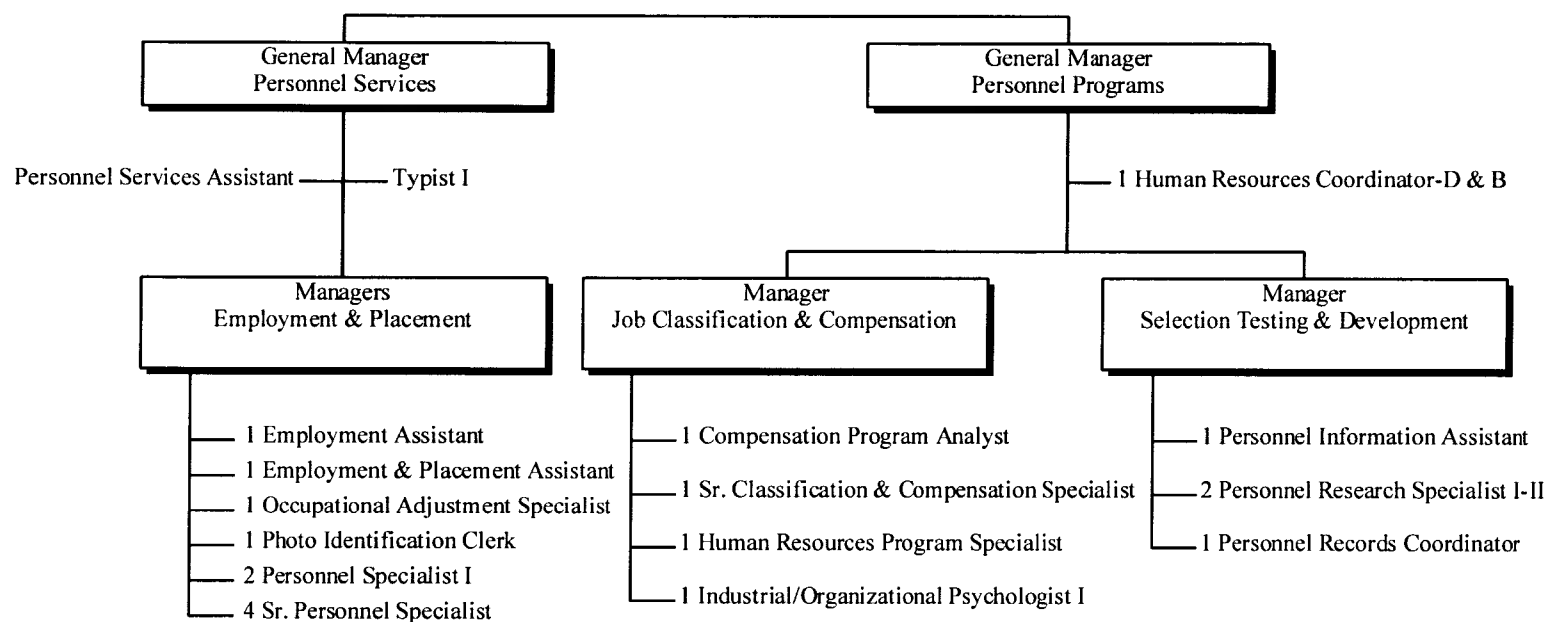 General Manager
Personnel Services
General Manager
Personnel Programs
Personnel Services Assistant
Typist I
1 Human Resources Coordinator-D & B
Managers
Employment & Placement
Manager
Job Classification & Compensation
Manager
Selection Testing & Development
1 Employment Assistant
1 Employment & Placement Assistant
1 Occupational Adjustment Specialist
1 Photo Identification Clerk
2 Personnel Specialist I
4 Sr. Personnel Specialist
1 Compensation Program Analyst
1 Sr. Classification & Compensation Specialist
1 Human Resources Program Specialist
1 Industrial/Organizational Psychologist I
1 Personnel Information Assistant
2 Personnel Research Specialist I-II
1 Personnel Records Coordinator